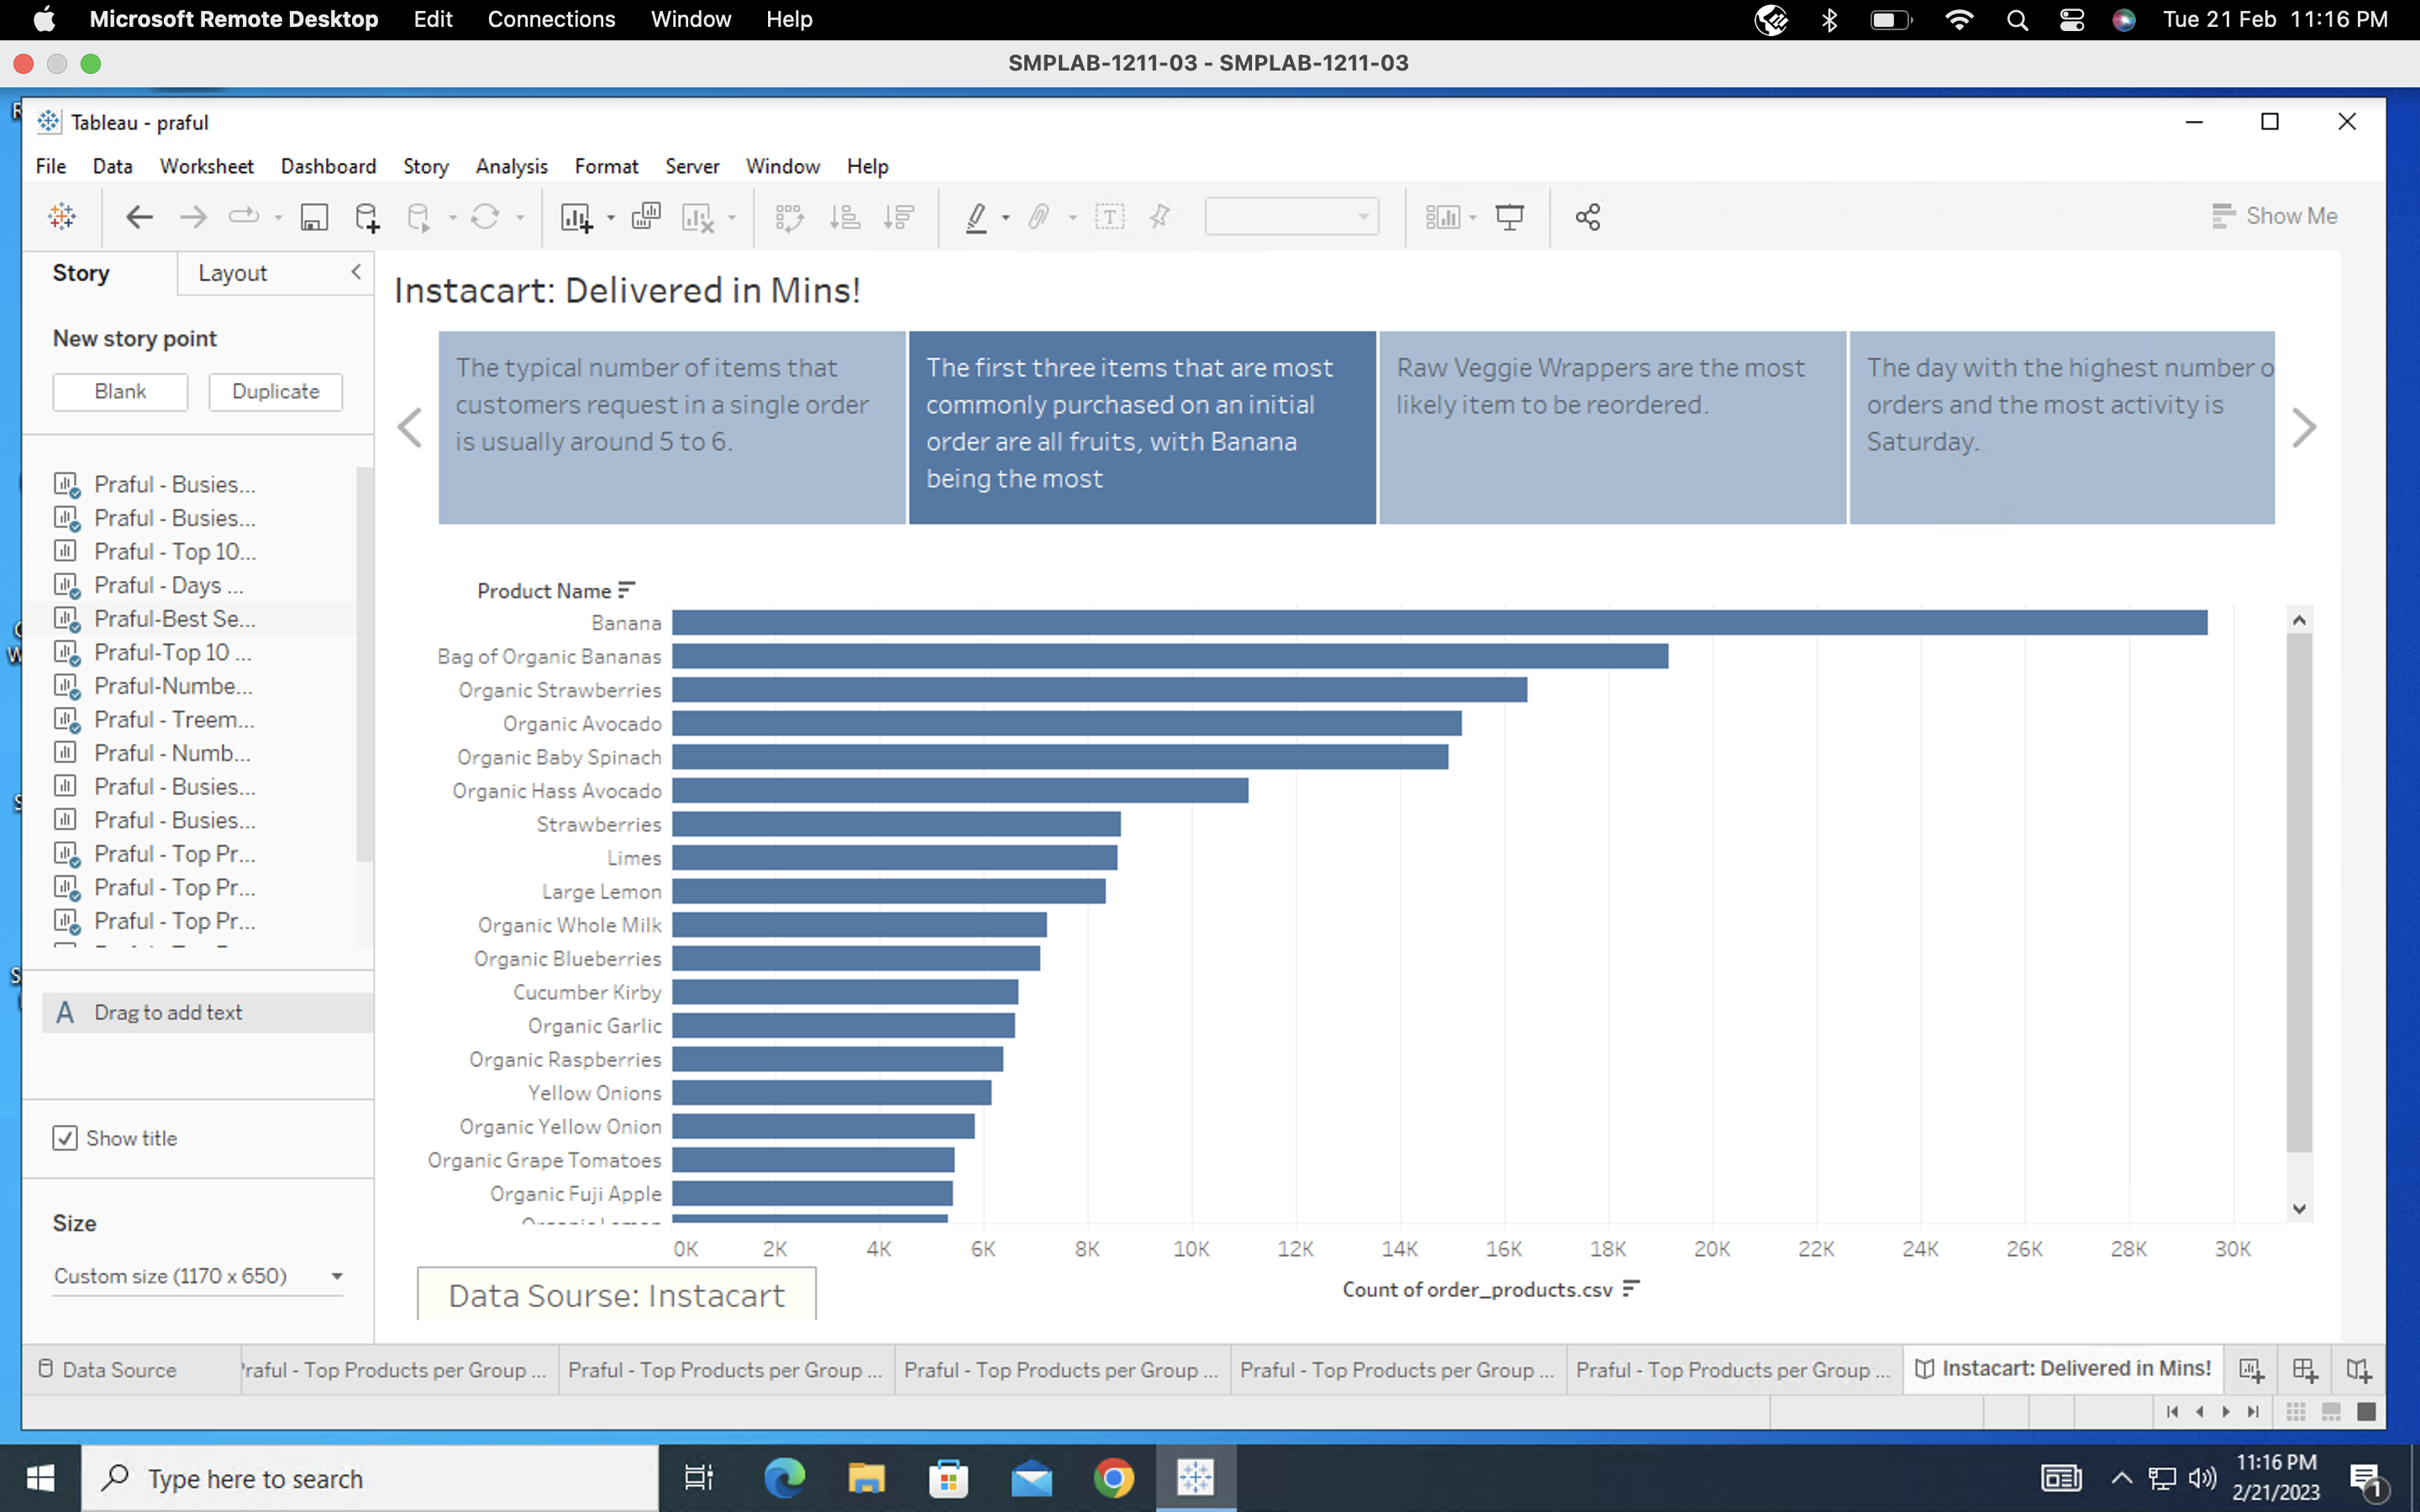 Microsoft Remote Desktop Edit Connections Window Help Tue 21 Feb 11:16 PM
SMPLAB-1211-03 - SMPLAB-1211-03
Tableau - praful
File Data Worksheet Dashboard Story Analysis Format Server Window Help
Show Me
Story Layout
New story point
Blank Duplicate
Praful - Busies...
Praful - Busies...
Praful - Top 10...
Praful - Days ...
Praful-Best Se...
Praful-Top 10 ...
Praful-Numbe...
Praful - Treem...
Praful - Numb...
Praful - Busies...
Praful - Busies...
Praful - Top Pr...
Praful - Top Pr...
Praful - Top Pr...
A Drag to add text
Show title
Size
Custom size (1170 x 650)
Instacart: Delivered in Mins!
The typical number of items that
customers request in a single order
is usually around 5 to 6.
The first three items that are most
commonly purchased on an initial
order are all fruits, with Banana
being the most
Raw Veggie Wrappers are the most
likely item to be reordered.
The day with the highest number o
orders and the most activity is
Saturday.
Product Name
Banana
Bag of Organic Bananas
Organic Strawberries
Organic Avocado
Organic Baby Spinach
Organic Hass Avocado
Strawberries
Limes
Large Lemon
Organic Whole Milk
Organic Blueberries
Cucumber Kirby
Organic Garlic
Organic Raspberries
Yellow Onions
Organic Yellow Onion
Organic Grape Tomatoes
Organic Fuji Apple
0K 2K 4K 6K 8K 10K 12K 14K 16K 18K 20K 22K 24K 26K 28K 30K
Count of order_products.csv
Data Sourse: Instacart
Data Source raful - Top Products per Group ... Praful - Top Products per Group ... Praful - Top Products per Group ... Praful - Top Products per Group ... Praful - Top Products per Group ... Instacart: Delivered in Mins!
Type here to search
11:16 PM
2/21/2023
1